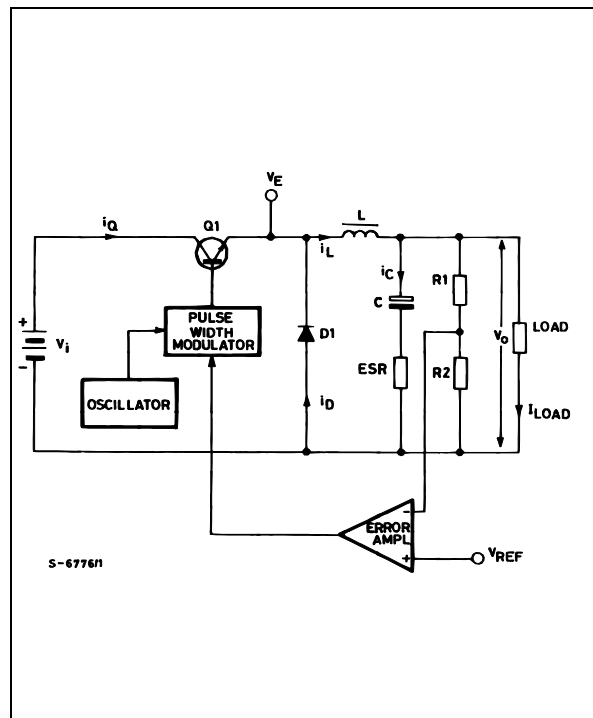 VE
iQ
Q1
L
iL
iC
C
R1
+
Vi
-
PULSE
WIDTH
MODULATOR
D1
Vo
LOAD
ESR
R2
OSCILLATOR
iD
ILOAD
-
ERROR
AMPL
+
VREF
S-6776/1